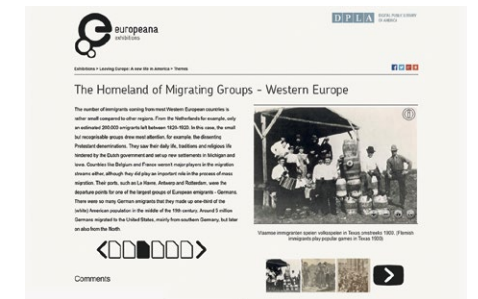 europeana
exhibitions
DPLA
DIGITAL PUBLIC LIBRARY
OF AMERICA
Exhibitions > Leaving Europe: A new life in America > Themes
The Homeland of Migrating Groups - Western Europe
The number of immigrants coming from most Western European countries is
rather small compared to other regions. From the Netherlands for example, only
an estimated 200,000 emigrants left between 1820-1920. In this case, the small
but recognisable groups drew most attention, for example, the dissenting
Protestant denominations. They saw their daily life, traditions and religious life
hindered by the Dutch government and set up new settlements in Michigan and
Iowa. Countries like Belgium and France weren't major players in the migration
streams either, although they did play an important role in the process of mass
migration. Their ports, such as Le Havre, Antwerp and Rotterdam, were the
departure points for one of the largest groups of European emigrants - Germans.
There were so many German emigrants that they made up one-third of the
(white) American population in the middle of the 19th century. Around 5 million
Germans migrated to the United States, mainly from southern Germany, but later
on also from the North.
Vlaamse immigranten spelen volksspelen in Texas omstreeks 1903. (Flemish
immigrants play popular games in Texas 1903)
Comments